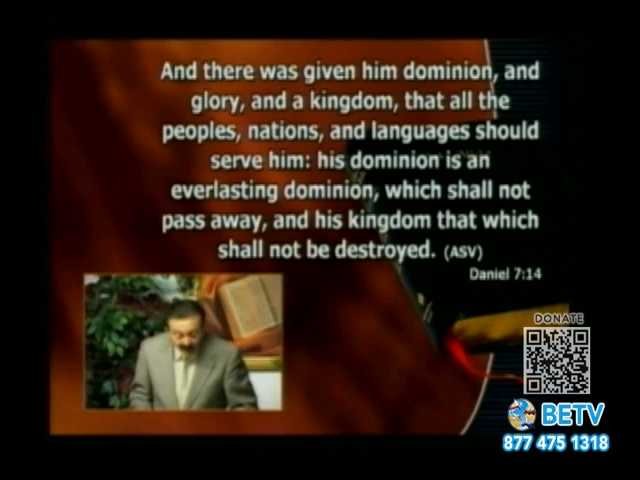 And there was given him dominion, and
glory, and a kingdom, that all the
peoples, nations, and languages should
serve him: his dominion is an
everlasting dominion, which shall not
pass away, and his kingdom that which
shall not be destroyed. (ASV)
Daniel 7:14
DONATE
BETV
877 475 1318